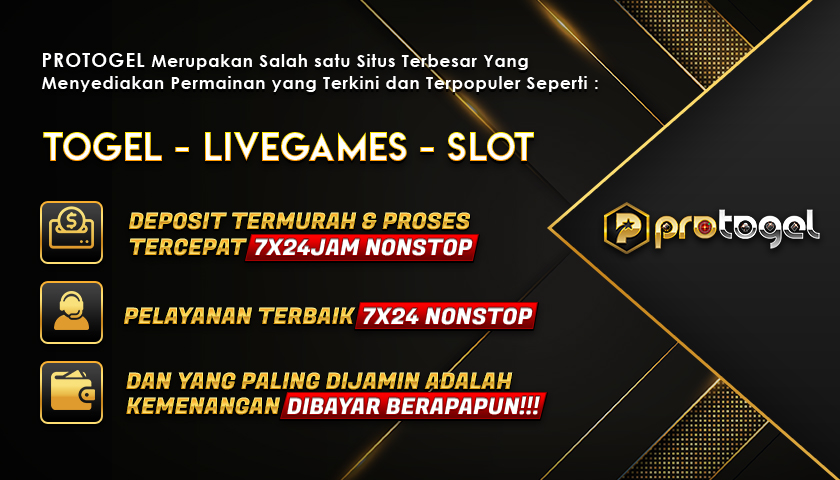 PROTOGEL Merupakan Salah satu Situs Terbesar Yang
Menyediakan Permainan yang Terkini dan Terpopuler Seperti :
TOGEL - LIVEGAMES - SLOT
DEPOSIT TERMURAH & PROSES
TERCEPAT 7X24JAM NONSTOP
PELAYANAN TERBAIK 7X24 NONSTOP
DAN YANG PALING DIJAMIN ADALAH
KEMENANGAN DIBAYAR BERAPAPUN!!!
P protogel